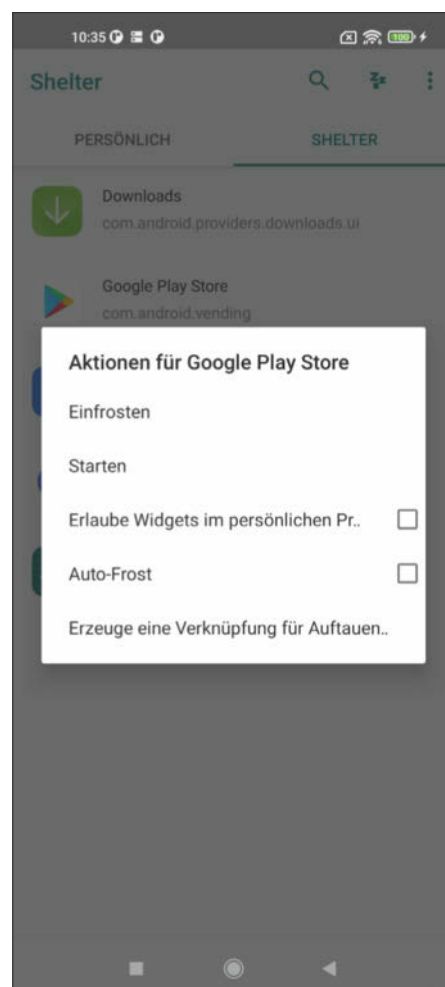 10:35
100
Shelter
PERSÖNLICH
SHELTER
Downloads
com.android.providers.downloads.ui
Google Play Store
com.android.vending
Aktionen für Google Play Store
Einfrosten
Starten
Erlaube Widgets im persönlichen Pr..
Auto-Frost
Erzeuge eine Verknüpfung für Auftauen..